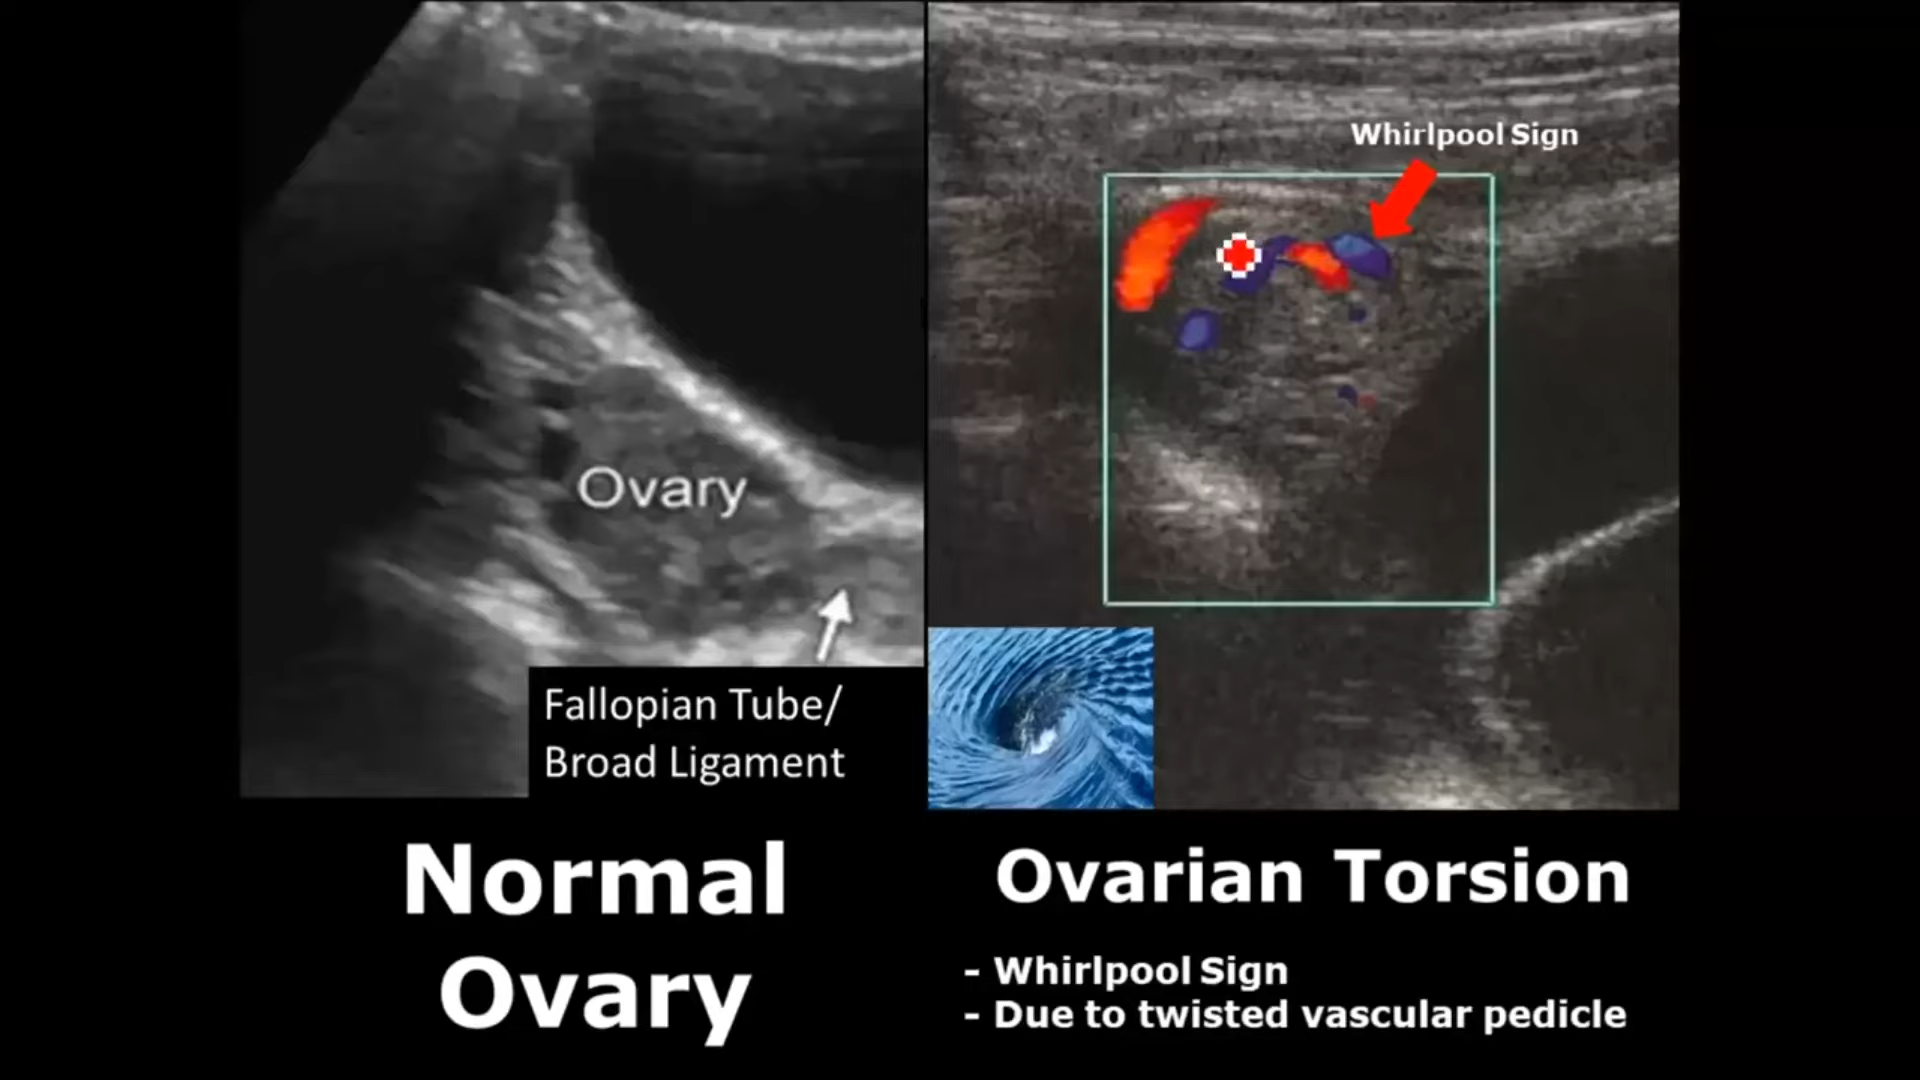 Whirlpool Sign
Ovary
Fallopian Tube/
Broad Ligament
Normal
Ovary
Ovarian Torsion
- Whirlpool Sign
- Due to twisted vascular pedicle